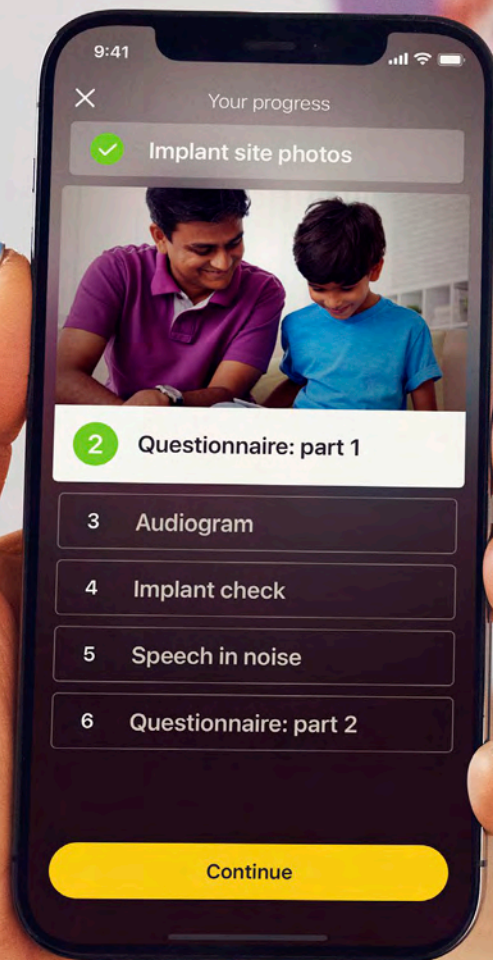 9:41
Your progress
Implant site photos
2 Questionnaire: part 1
3 Audiogram
4 Implant check
5 Speech in noise
6 Questionnaire: part 2
Continue